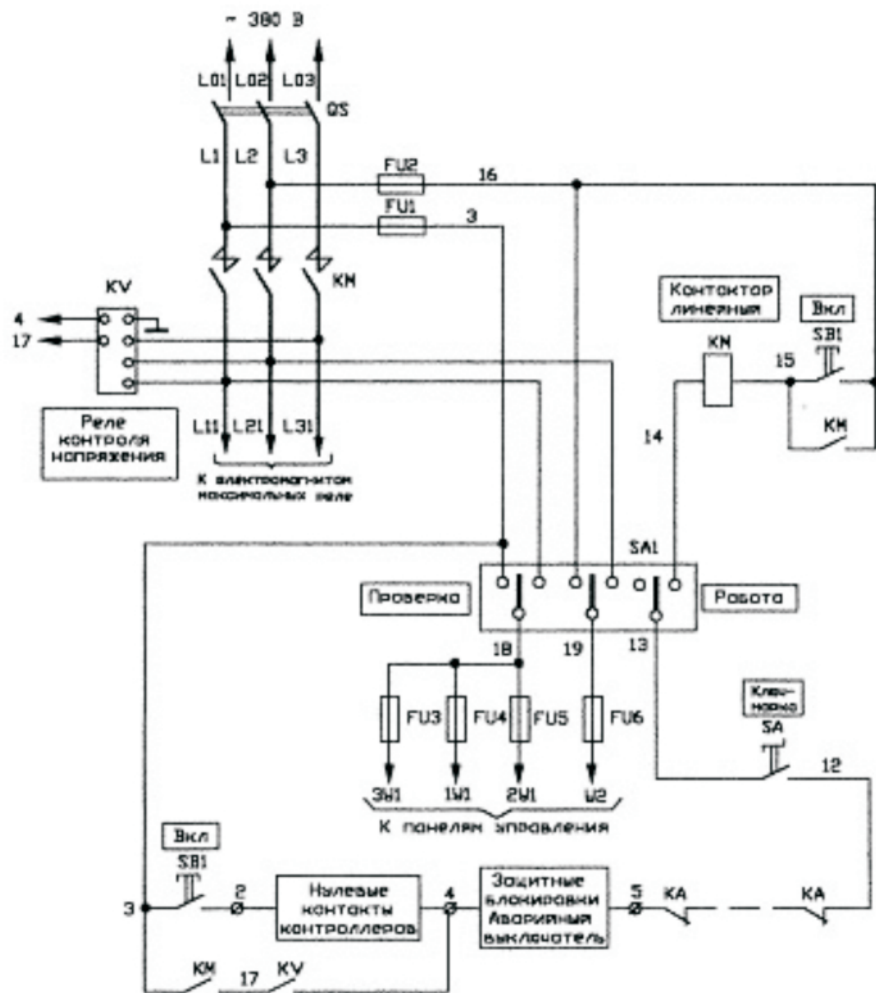 ~ 380 В
L01 L02 L03
QS
L1 L2 L3
FU2
16
FU1
3
KM
KV
4
17
Реле
контроля
напряжения
L11 L21 L31
К электромагнитом
максимальных реле
Контактор
линейный
Вкл
KM
15
SB1
KM
14
SA1
Проверка
Работа
18
19
13
FU3
FU4
FU5
FU6
3W1
1W1
2W1
W2
К панелям управления
Ключ-
марка
SA
12
Вкл
SB1
3
2
Нулевые
контакты
контроллеров
4
Защитные
блокировки
Аварийный
выключатель
5
KA
KA
KM
17
KV